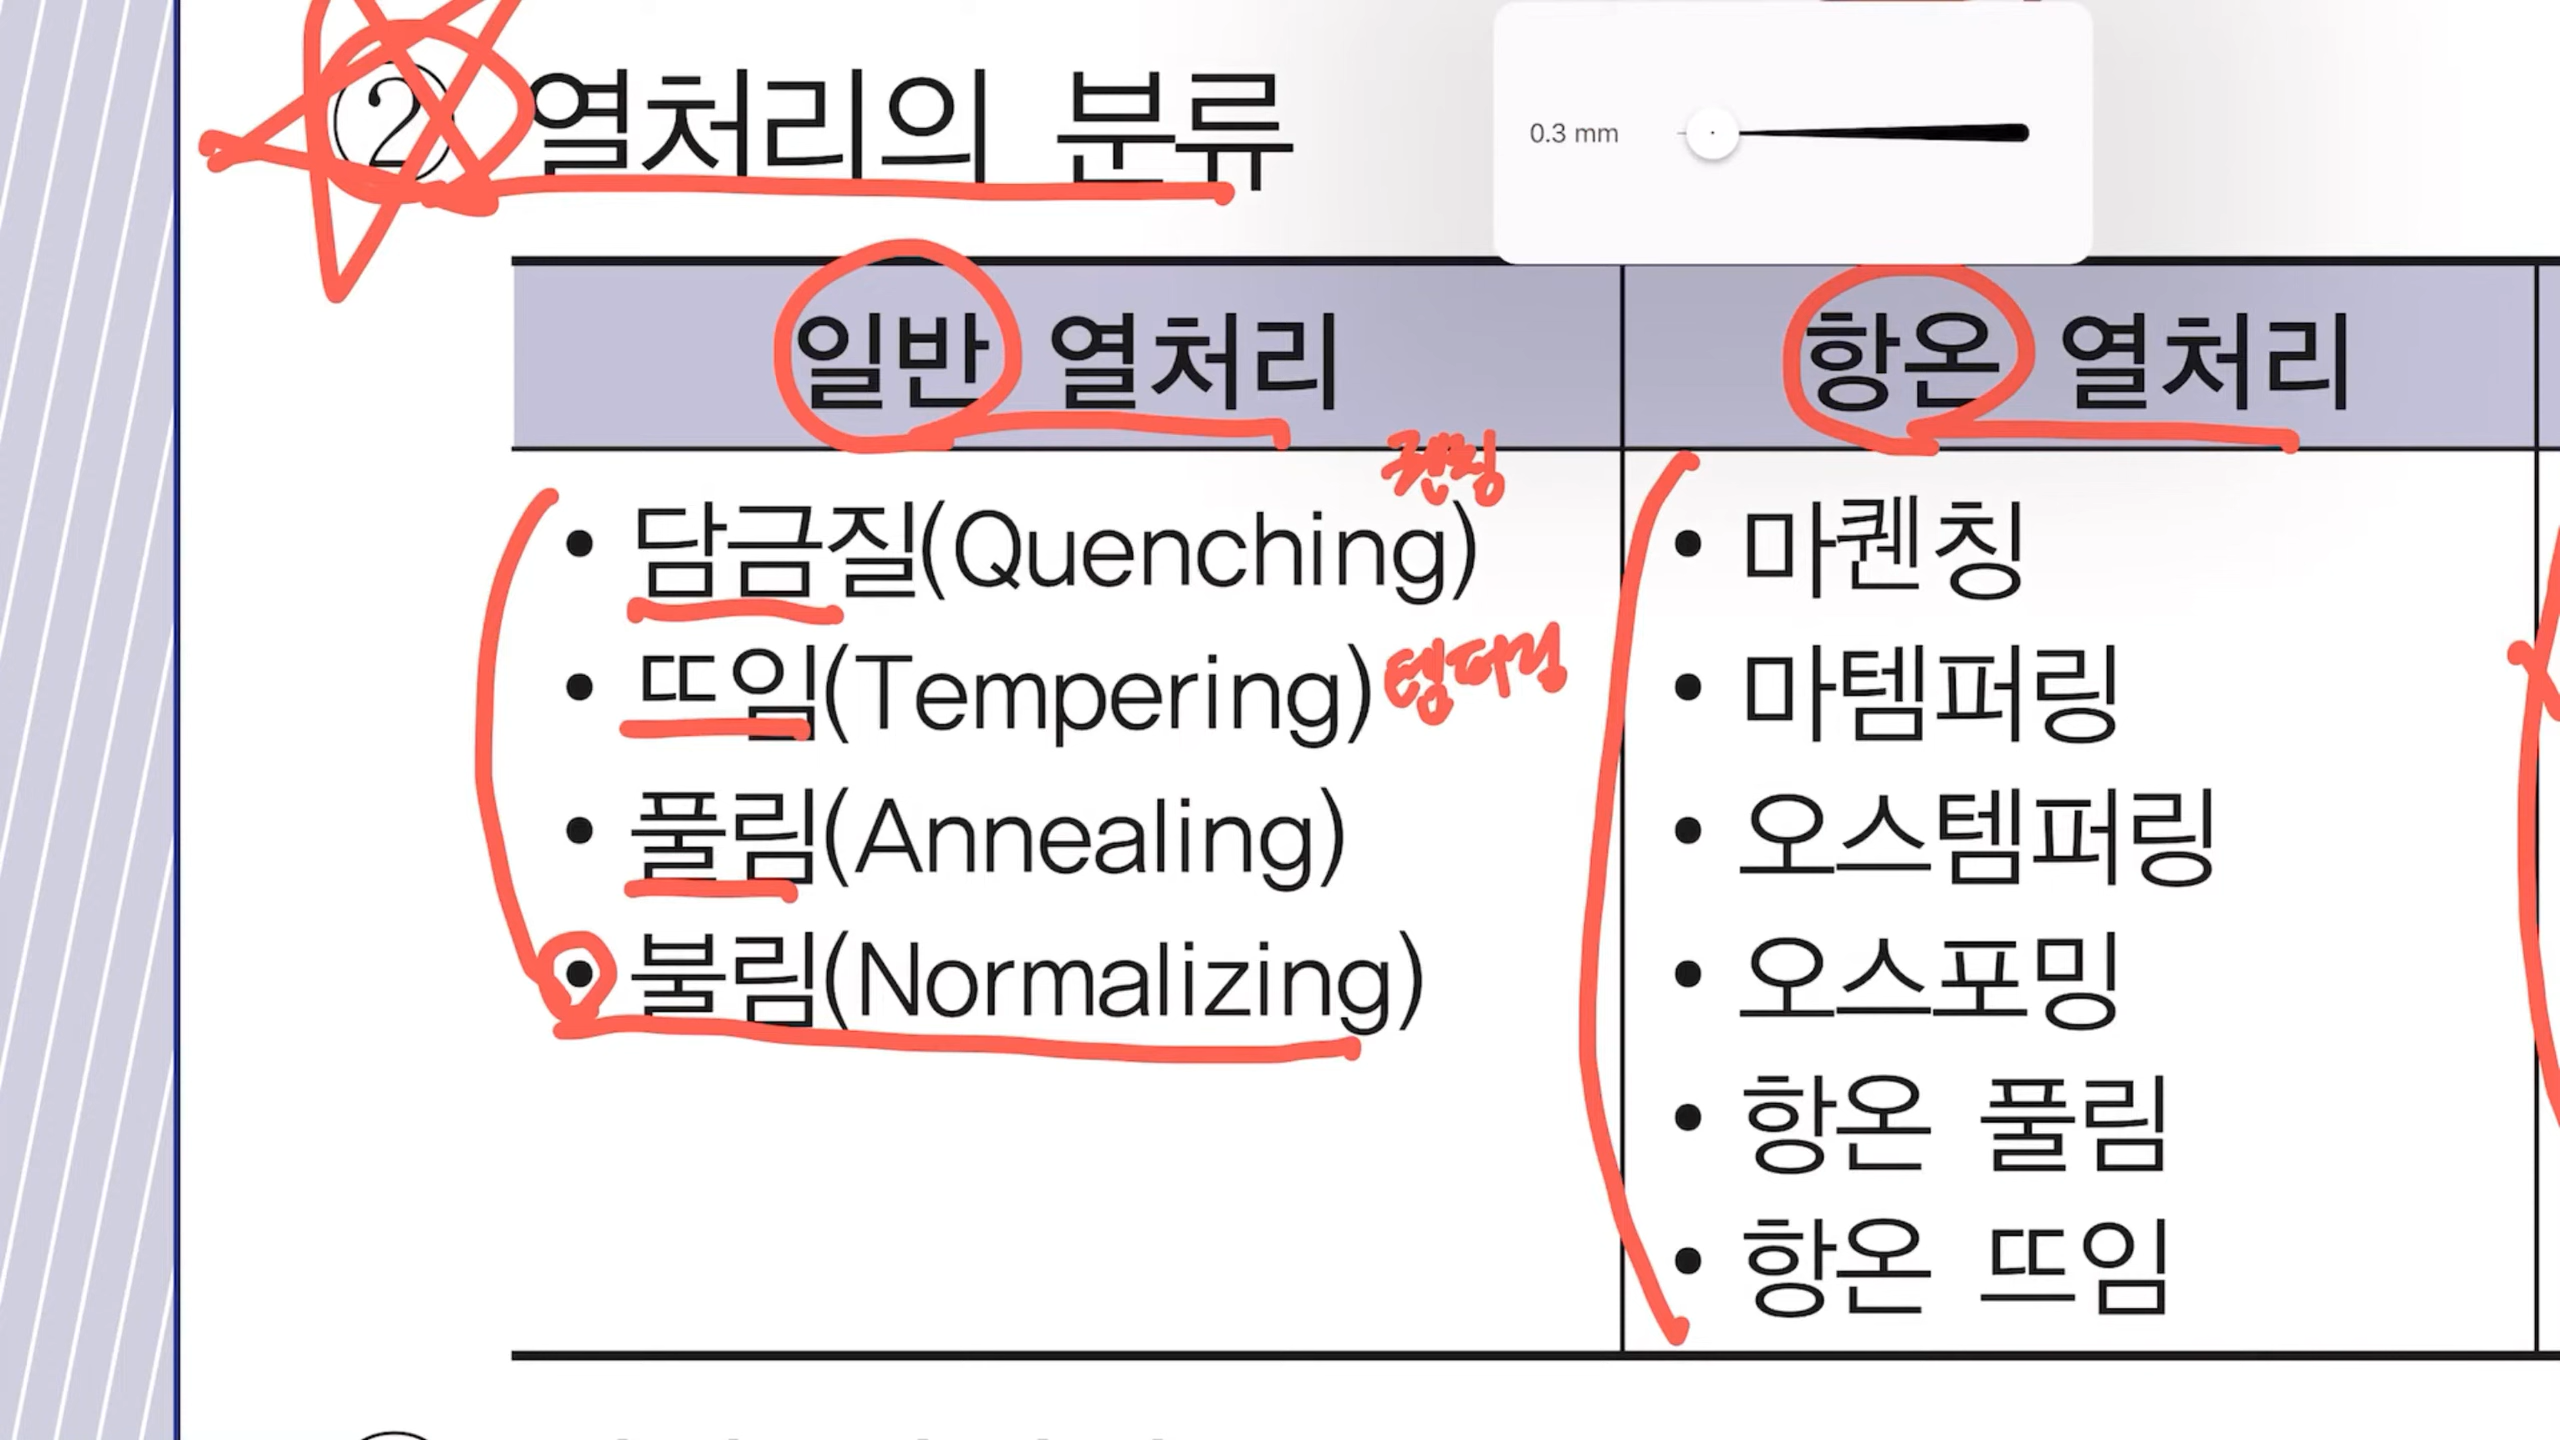 ② 열처리의 분류
0.3 mm
일반 열처리
항온 열처리
퀜칭
• 담금질(Quenching)
• 뜨임(Tempering) 템퍼링
• 풀림(Annealing)
• 불림(Normalizing)
• 마퀜칭
• 마템퍼링
• 오스템퍼링
• 오스포밍
• 항온 풀림
• 항온 뜨임